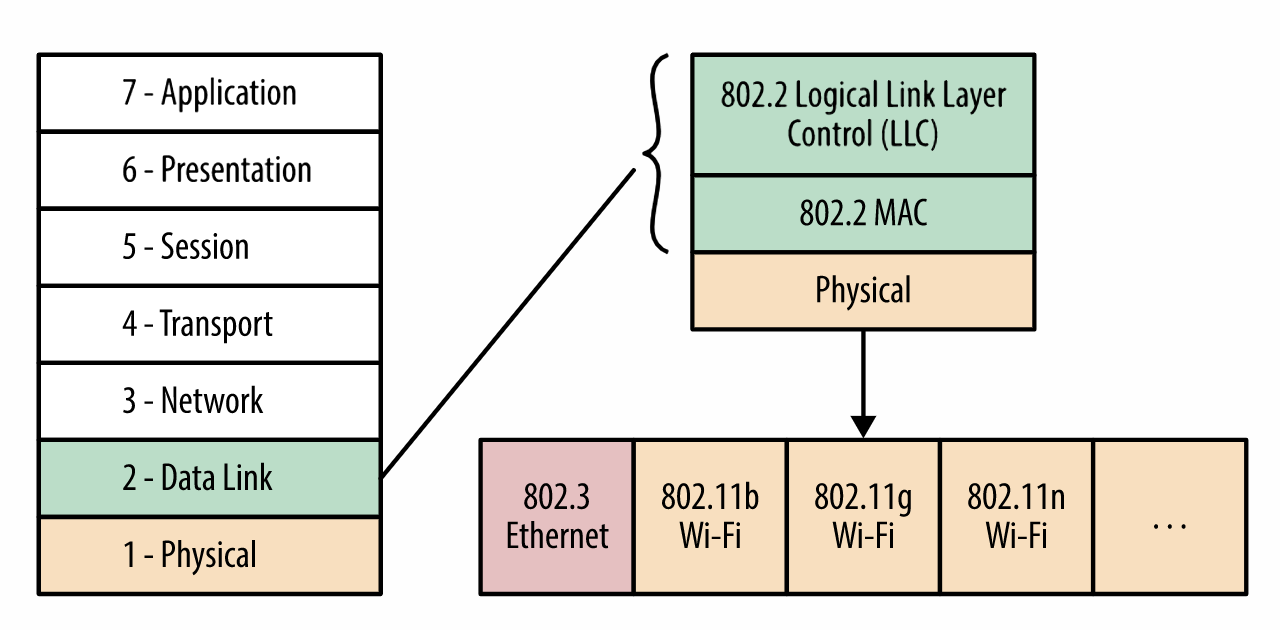 7 - Application
6 - Presentation
5 - Session
4 - Transport
3 - Network
2 - Data Link
1 - Physical
802.2 Logical Link Layer
Control (LLC)
802.2 MAC
Physical
802.3
Ethernet
802.11b
Wi-Fi
802.11g
Wi-Fi
802.11n
Wi-Fi
. . .